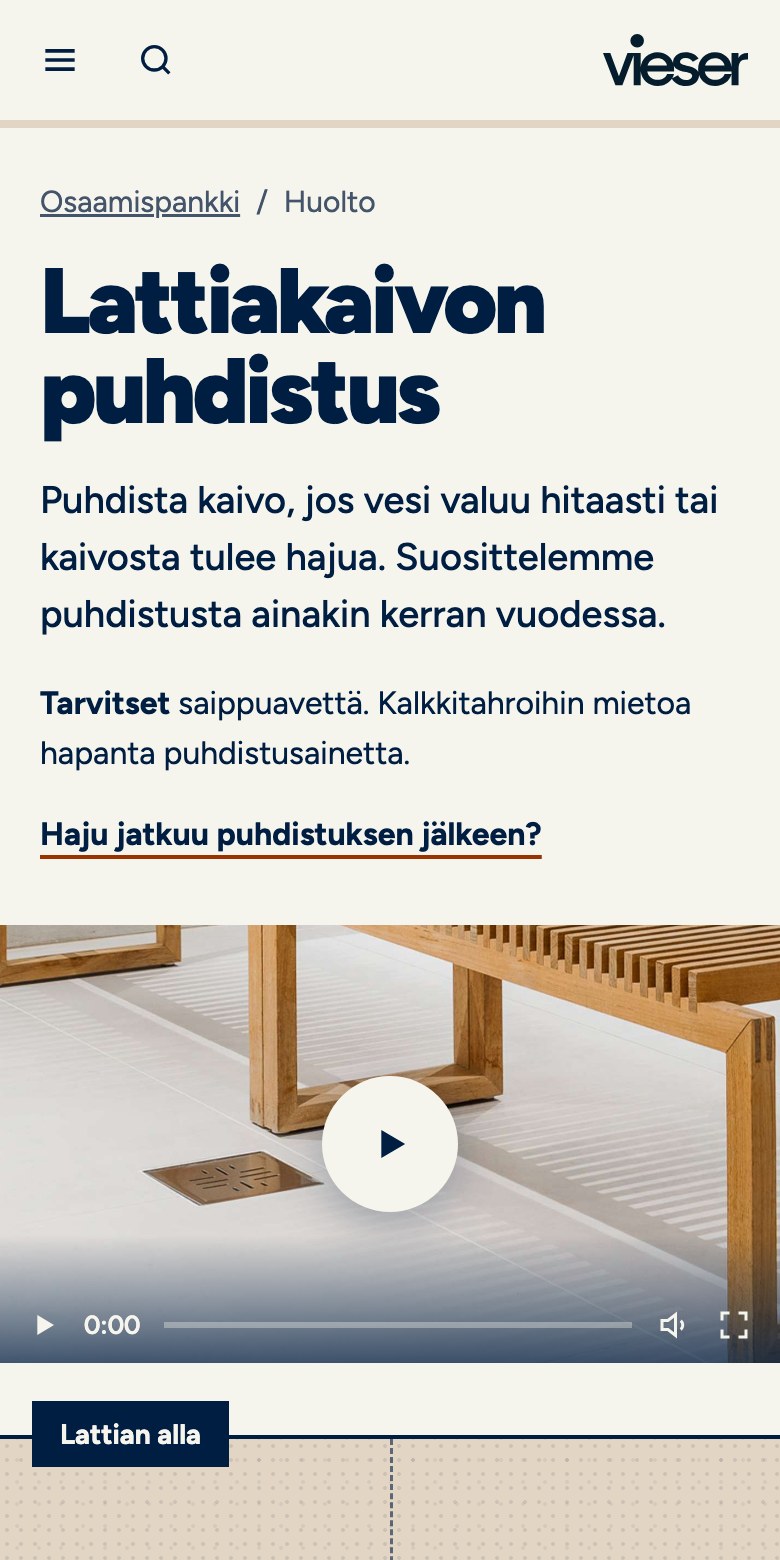 vieser
Osaamispankki / Huolto
Lattiakaivon
puhdistus
Puhdista kaivo, jos vesi valuu hitaasti tai
kaivosta tulee hajua. Suosittelemme
puhdistusta ainakin kerran vuodessa.
Tarvitset saippuavettä. Kalkkitahroihin mietoa
hapanta puhdistusainetta.
Haju jatkuu puhdistuksen jälkeen?
0:00
Lattian alla